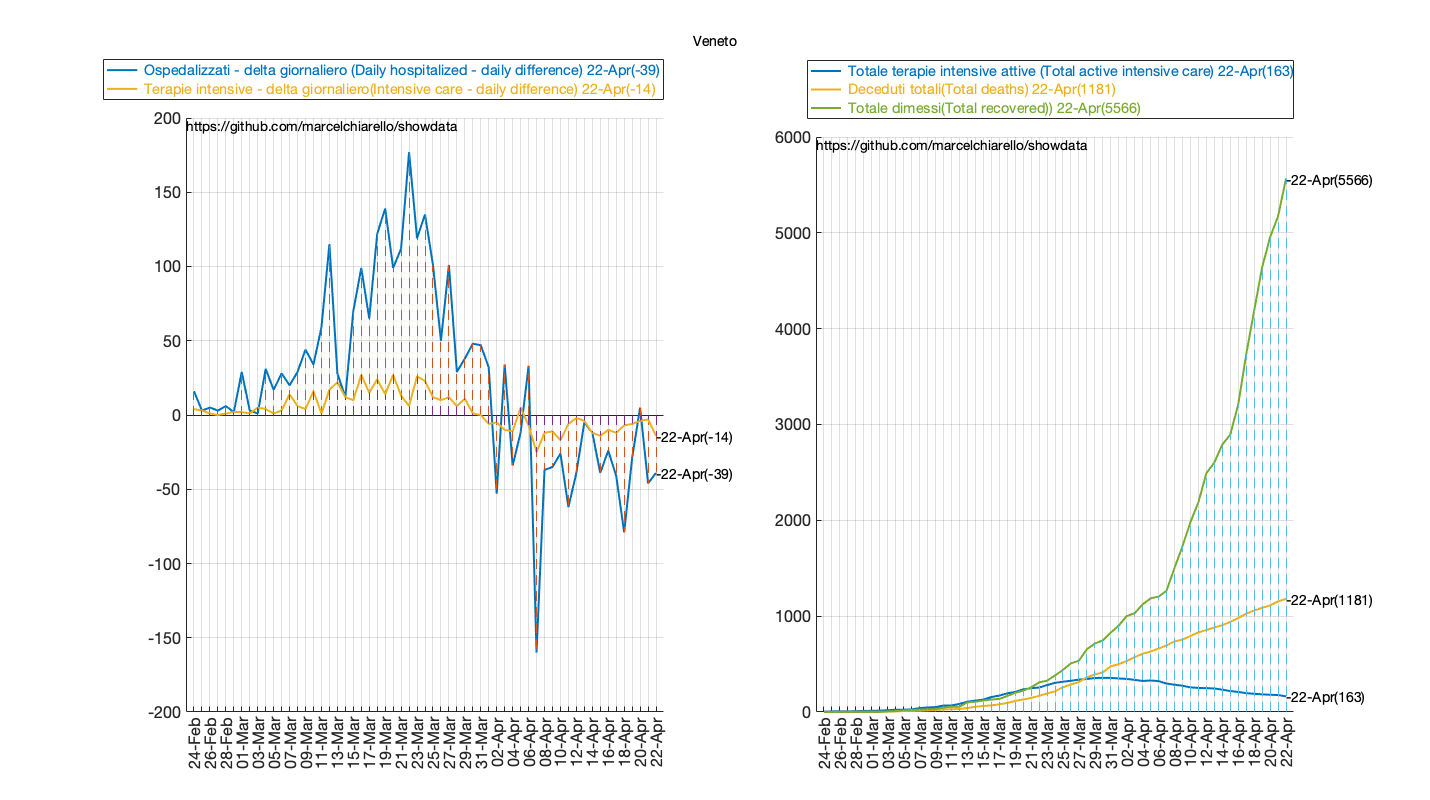 Veneto
Ospedalizzati - delta giornaliero (Daily hospitalized - daily difference) 22-Apr(-39)
Terapie intensive - delta giornaliero(Intensive care - daily difference) 22-Apr(-14)
https://github.com/marcelchiarello/showdata
200
150
100
50
0
-50
-100
-150
-200
-22-Apr(-14)
-22-Apr(-39)
24-Feb
26-Feb
28-Feb
01-Mar
03-Mar
05-Mar
07-Mar
09-Mar
11-Mar
13-Mar
15-Mar
17-Mar
19-Mar
21-Mar
23-Mar
25-Mar
27-Mar
29-Mar
31-Mar
02-Apr
04-Apr
06-Apr
08-Apr
10-Apr
12-Apr
14-Apr
16-Apr
18-Apr
20-Apr
22-Apr
Totale terapie intensive attive (Total active intensive care) 22-Apr(163)
Deceduti totali(Total deaths) 22-Apr(1181)
Totale dimessi(Total recovered)) 22-Apr(5566)
https://github.com/marcelchiarello/showdata
6000
5000
4000
3000
2000
1000
0
-22-Apr(5566)
-22-Apr(1181)
-22-Apr(163)
24-Feb
26-Feb
28-Feb
01-Mar
03-Mar
05-Mar
07-Mar
09-Mar
11-Mar
13-Mar
15-Mar
17-Mar
19-Mar
21-Mar
23-Mar
25-Mar
27-Mar
29-Mar
31-Mar
02-Apr
04-Apr
06-Apr
08-Apr
10-Apr
12-Apr
14-Apr
16-Apr
18-Apr
20-Apr
22-Apr